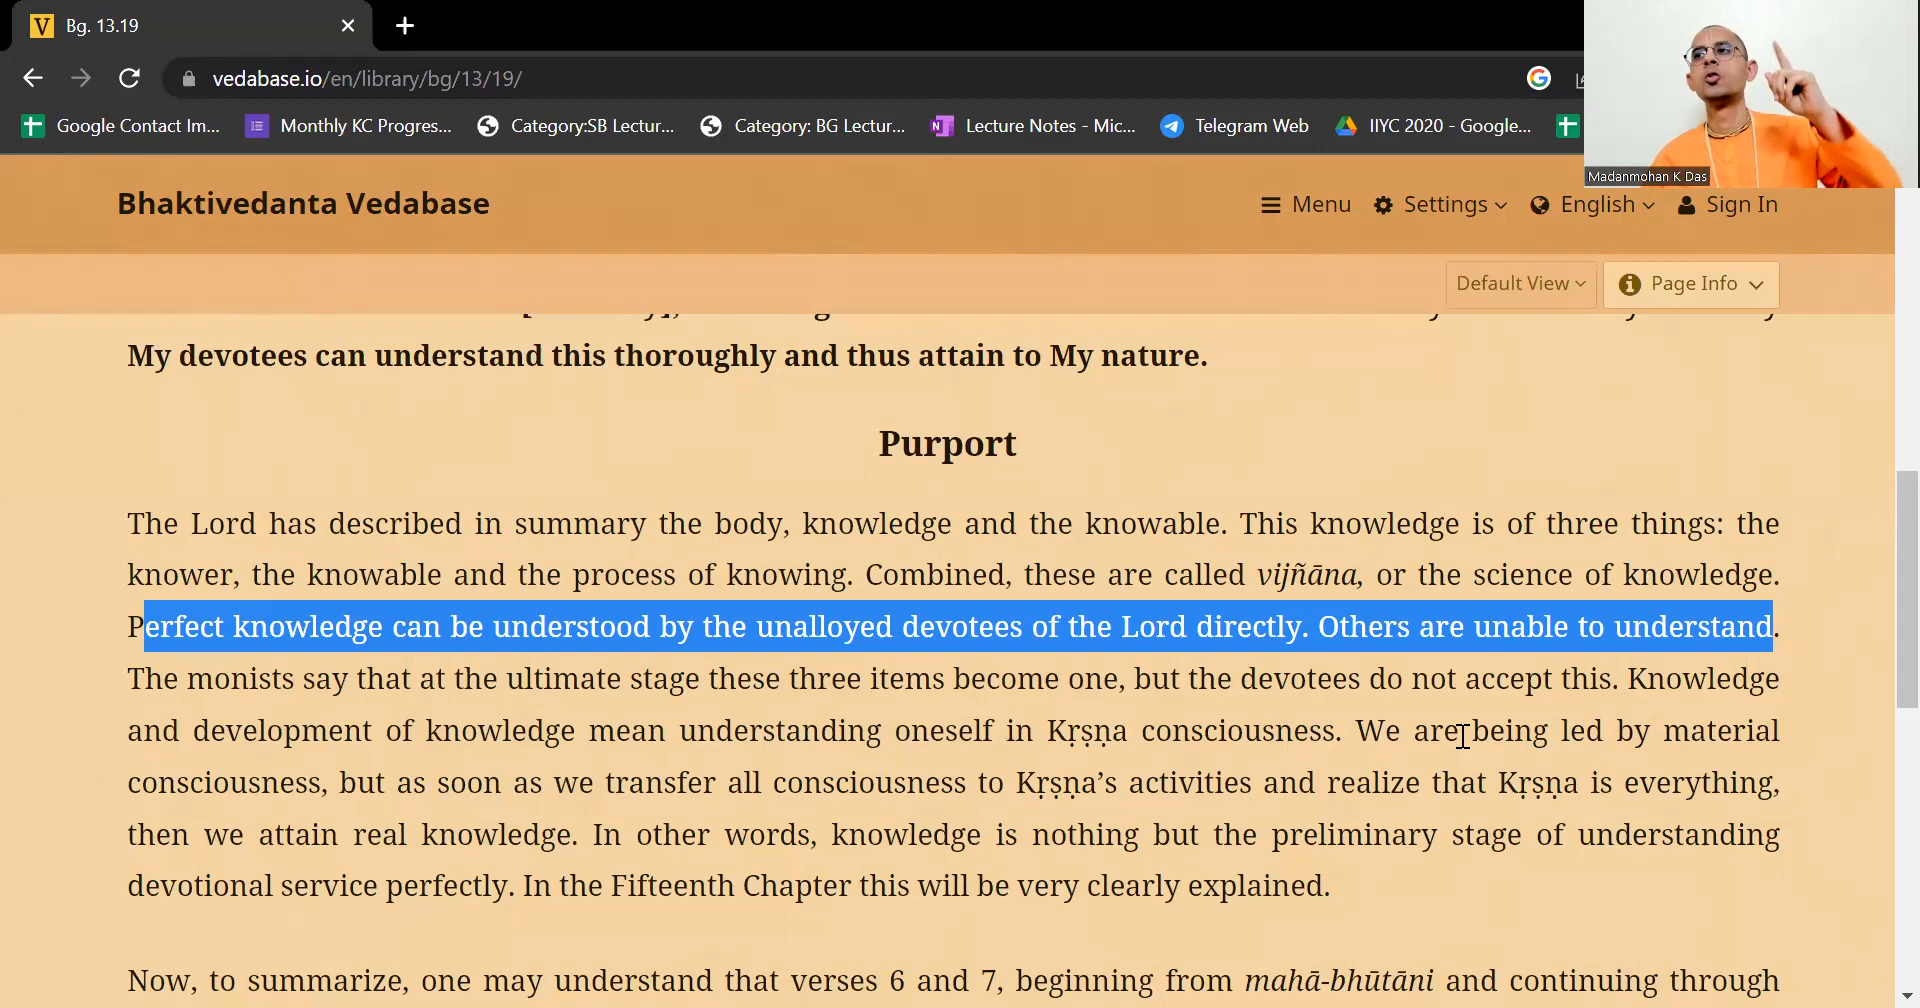 V Bg. 13.19
vedabase.io/en/library/bg/13/19/
Google Contact Im... Monthly KC Progres... Category:SB Lectur... Category: BG Lectur... Lecture Notes - Mic... Telegram Web IIYC 2020 - Google...
Madanmohan K Das
Bhaktivedanta Vedabase Menu Settings English Sign In
Default View Page Info
My devotees can understand this thoroughly and thus attain to My nature.
Purport
The Lord has described in summary the body, knowledge and the knowable. This knowledge is of three things: the
knower, the knowable and the process of knowing. Combined, these are called vijñāna, or the science of knowledge.
Perfect knowledge can be understood by the unalloyed devotees of the Lord directly. Others are unable to understand.
The monists say that at the ultimate stage these three items become one, but the devotees do not accept this. Knowledge
and development of knowledge mean understanding oneself in Kṛṣṇa consciousness. We are being led by material
consciousness, but as soon as we transfer all consciousness to Kṛṣṇa’s activities and realize that Kṛṣṇa is everything,
then we attain real knowledge. In other words, knowledge is nothing but the preliminary stage of understanding
devotional service perfectly. In the Fifteenth Chapter this will be very clearly explained.
Now, to summarize, one may understand that verses 6 and 7, beginning from mahā-bhūtāni and continuing through